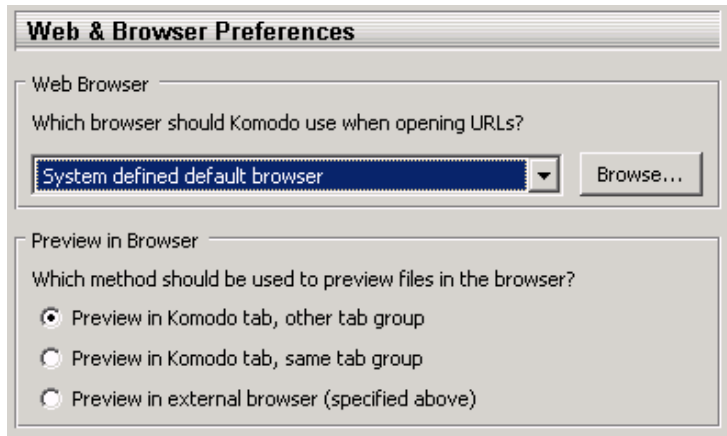 Web & Browser Preferences
Web Browser
Which browser should Komodo use when opening URLs?
System defined default browser
Browse...
Preview in Browser
Which method should be used to preview files in the browser?
Preview in Komodo tab, other tab group
Preview in Komodo tab, same tab group
Preview in external browser (specified above)